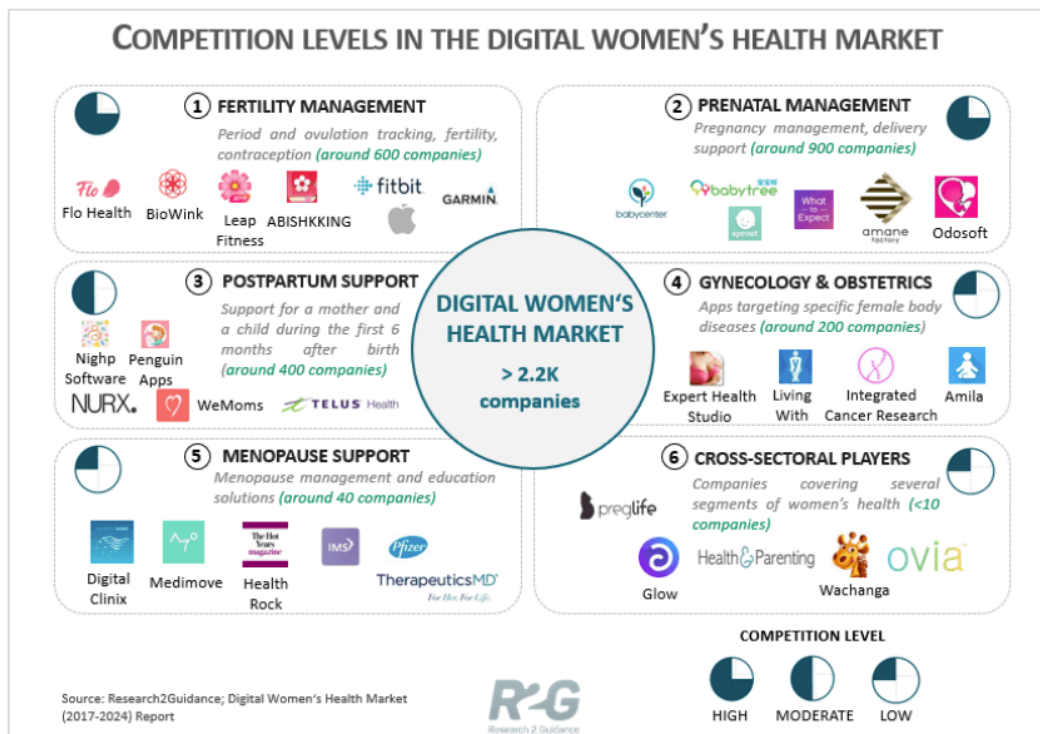 COMPETITION LEVELS IN THE DIGITAL WOMEN'S HEALTH MARKET
1 FERTILITY MANAGEMENT
Period and ovulation tracking, fertility,
contraception (around 600 companies)
Flo
Flo Health
BioWink
Leap
Fitness
ABISHKKING
fitbit
GARMIN
2 PRENATAL MANAGEMENT
Pregnancy management, delivery
support (around 900 companies)
babycenter
babytree
宝宝树
sprout
What
to
Expect
amane
factory
Odosoft
3 POSTPARTUM SUPPORT
Support for a mother and
a child during the first 6
months after birth
(around 400 companies)
Nighp
Software
Penguin
Apps
NURX.
WeMoms
TELUS Health
DIGITAL WOMEN'S
HEALTH MARKET
> 2.2K
companies
4 GYNECOLOGY & OBSTETRICS
Apps targeting specific female body
diseases (around 200 companies)
Expert Health
Studio
Living
With
Integrated
Cancer Research
Amila
5 MENOPAUSE SUPPORT
Menopause management and education
solutions (around 40 companies)
Digital
Clinix
Medimove
The Hot
Years
magazine
Health
Rock
IMS
Pfizer
TherapeuticsMD®
For Her. For Life.
6 CROSS-SECTORAL PLAYERS
Companies covering several
segments of women's health (<10
companies)
preglife
Glow
Health & Parenting
Wachanga
ovia™
COMPETITION LEVEL
HIGH
MODERATE
LOW
Source: Research2Guidance; Digital Women's Health Market
(2017-2024) Report
R2G
Research 2 Guidance